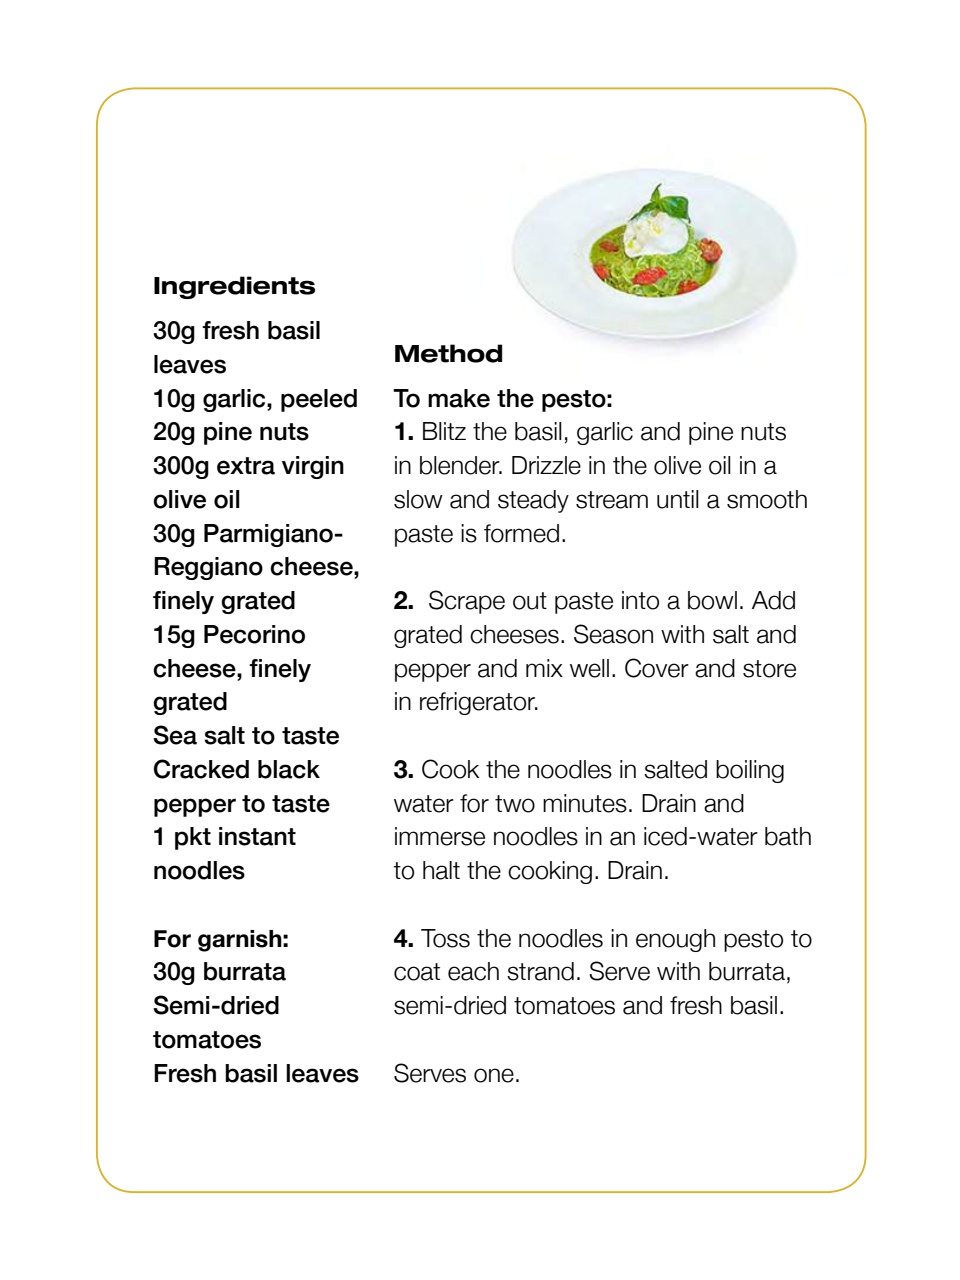 Ingredients
30g fresh basil
leaves
10g garlic, peeled
20g pine nuts
300g extra virgin
olive oil
30g Parmigiano-
Reggiano cheese,
finely grated
15g Pecorino
cheese, finely
grated
Sea salt to taste
Cracked black
pepper to taste
1 pkt instant
noodles
For garnish:
30g burrata
Semi-dried
tomatoes
Fresh basil leaves
Method
To make the pesto:
1. Blitz the basil, garlic and pine nuts
in blender. Drizzle in the olive oil in a
slow and steady stream until a smooth
paste is formed.
2. Scrape out paste into a bowl. Add
grated cheeses. Season with salt and
pepper and mix well. Cover and store
in refrigerator.
3. Cook the noodles in salted boiling
water for two minutes. Drain and
immerse noodles in an iced-water bath
to halt the cooking. Drain.
4. Toss the noodles in enough pesto to
coat each strand. Serve with burrata,
semi-dried tomatoes and fresh basil.
Serves one.